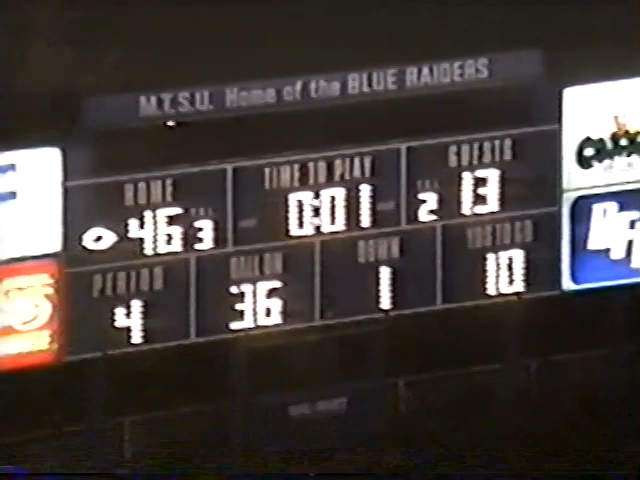 M.T.S.U. Home of the BLUE RAIDERS
HOME TIME TO PLAY GUESTS
46 T.O.L. 3 0:01 T.O.L. 2 13
PERIOD BALL ON DOWN YDS TO GO
4 36 1 10